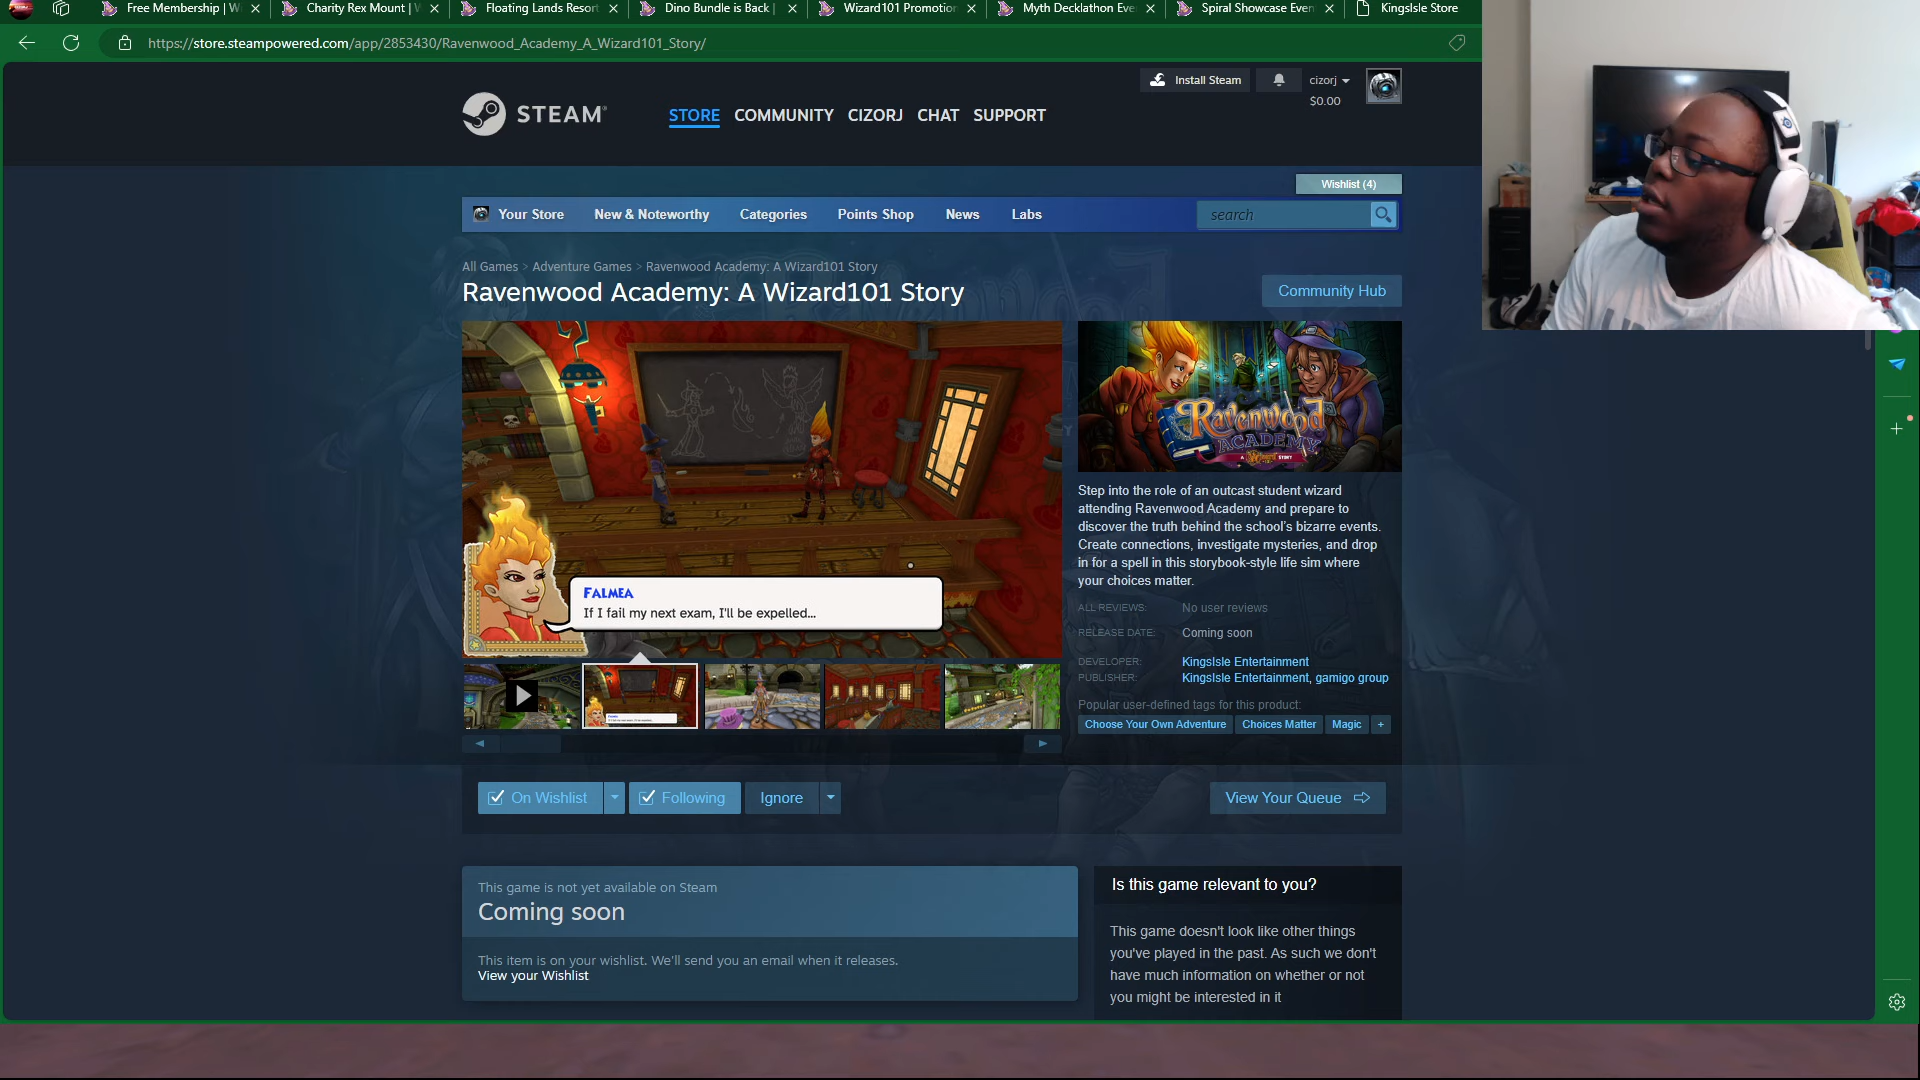 Free Membership | W
Charity Rex Mount | W
Floating Lands Resort
Dino Bundle is Back |
Wizard101 Promotion
Myth Decklathon Eve
Spiral Showcase Even
KingsIsle Store
https://store.steampowered.com/app/2853430/Ravenwood_Academy_A_Wizard101_Story/
Install Steam
cizorj
$0.00
STEAM
STORE COMMUNITY CIZORJ CHAT SUPPORT
Wishlist (4)
Your Store New & Noteworthy Categories Points Shop News Labs
search
All Games > Adventure Games > Ravenwood Academy: A Wizard101 Story
Ravenwood Academy: A Wizard101 Story
Community Hub
Ravenwood
ACADEMY
FALMEA
If I fail my next exam, I'll be expelled...
Step into the role of an outcast student wizard
attending Ravenwood Academy and prepare to
discover the truth behind the school's bizarre events.
Create connections, investigate mysteries, and drop
in for a spell in this storybook-style life sim where
your choices matter.
ALL REVIEWS: No user reviews
RELEASE DATE: Coming soon
DEVELOPER: KingsIsle Entertainment
PUBLISHER: KingsIsle Entertainment, gamigo group
Popular user-defined tags for this product:
Choose Your Own Adventure Choices Matter Magic +
On Wishlist Following Ignore
View Your Queue
This game is not yet available on Steam
Coming soon
This item is on your wishlist. We'll send you an email when it releases.
View your Wishlist
Is this game relevant to you?
This game doesn't look like other things
you've played in the past. As such we don't
have much information on whether or not
you might be interested in it